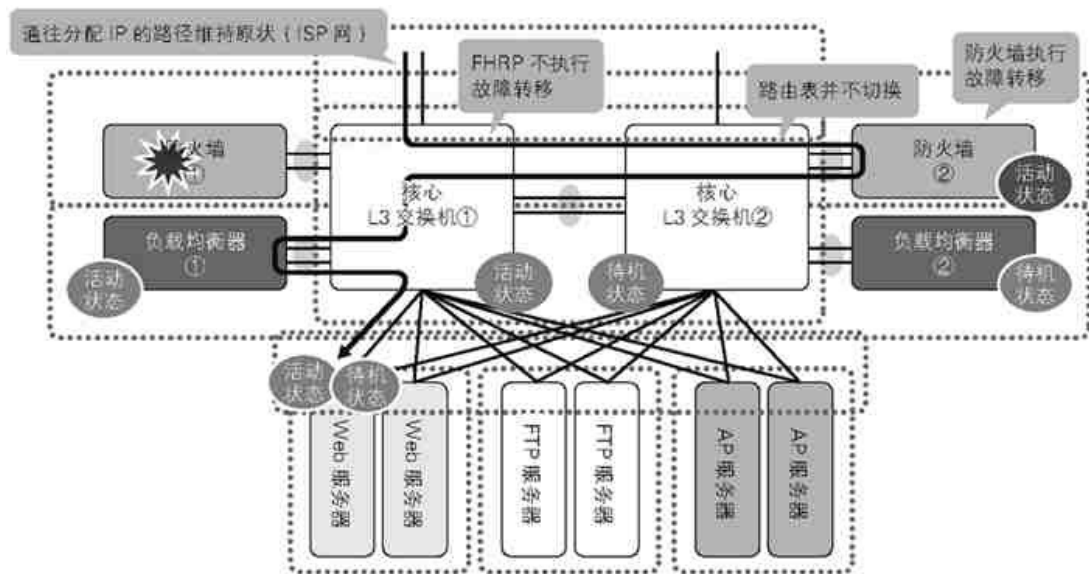 通往分配 IP 的路径维持原状（ISP 网）
FHRP 不执行
故障转移
路由表并不切换
防火墙执行
故障转移
火墙
防火墙
②
活动
状态
核心
L3 交换机①
核心
L3 交换机②
负载均衡器
①
活动
状态
活动
状态
待机
状态
负载均衡器
②
待机
状态
活动
状态
待机
状态
Web 服务器
Web 服务器
FTP 服务器
FTP 服务器
AP 服务器
AP 服务器